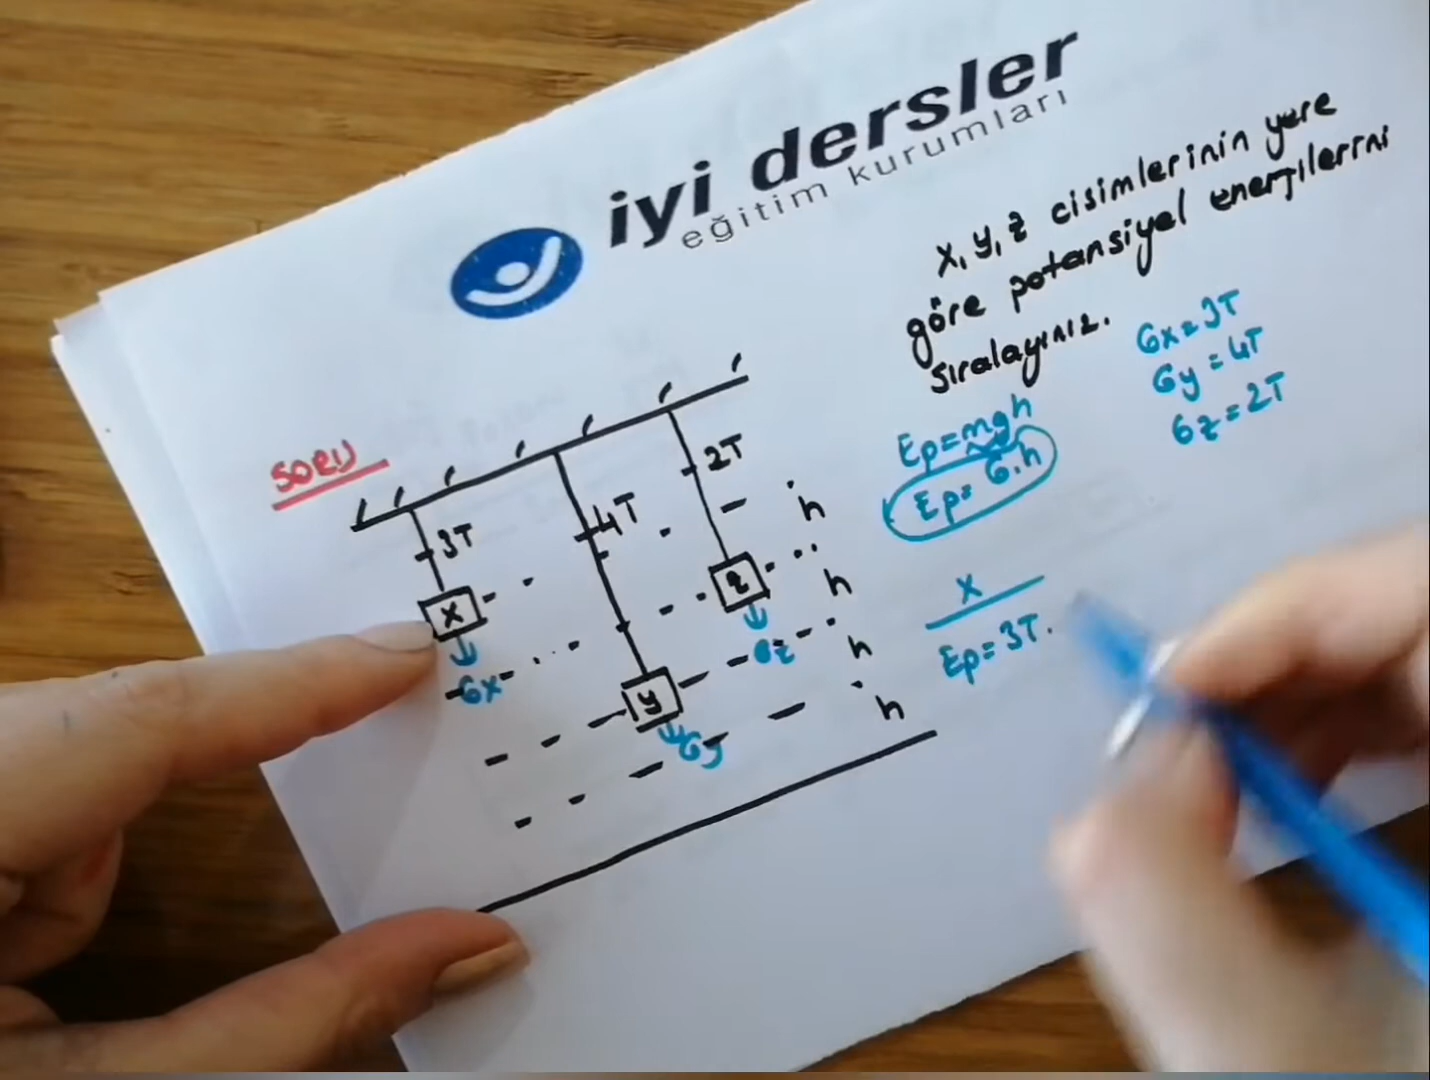 iyi dersler
eğitim kurumları
x, y, z cisimlerinin yere
göre potansiyel enerjilerini
sıralayınız.
Gx = 3T
Gy = 4T
Gz = 2T
Ep = mgh
Ep = G.h
x
Ep = 3T.
SORU
3T
4T
2T
x
y
z
Gx
Gy
Gz
h
h
h
h